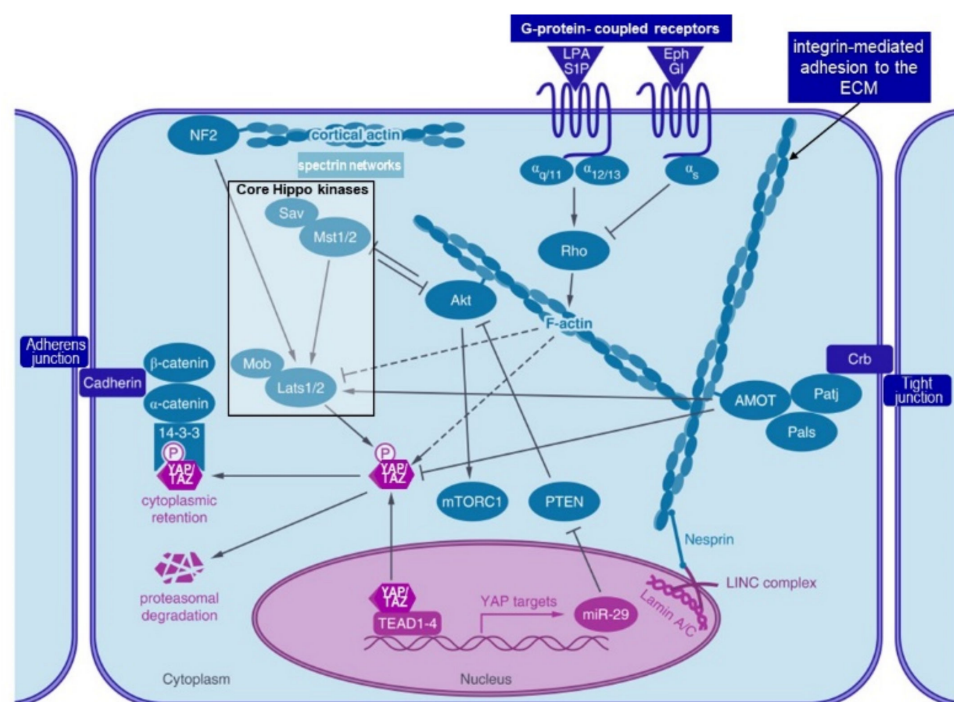 G-protein- coupled receptors
LPA
S1P
Eph
GI
integrin-mediated
adhesion to the
ECM
NF2
cortical actin
spectrin networks
Core Hippo kinases
Sav
Mst1/2
αq/11
α12/13
αs
Rho
Akt
F-actin
Adherens
junction
Cadherin
β-catenin
α-catenin
14-3-3
P
YAP/
TAZ
cytoplasmic
retention
Mob
Lats1/2
P
YAP/
TAZ
mTORC1
PTEN
AMOT
Patj
Pals
Crb
Tight
junction
Nesprin
LINC complex
Lamin A/C
proteasomal
degradation
YAP/
TAZ
TEAD1-4
YAP targets
miR-29
Cytoplasm
Nucleus